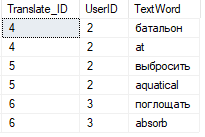 Translate_ID UserID TextWord
4 2 батальон
4 2 at
5 2 выбросить
5 2 aquatical
6 3 поглощать
6 3 absorb